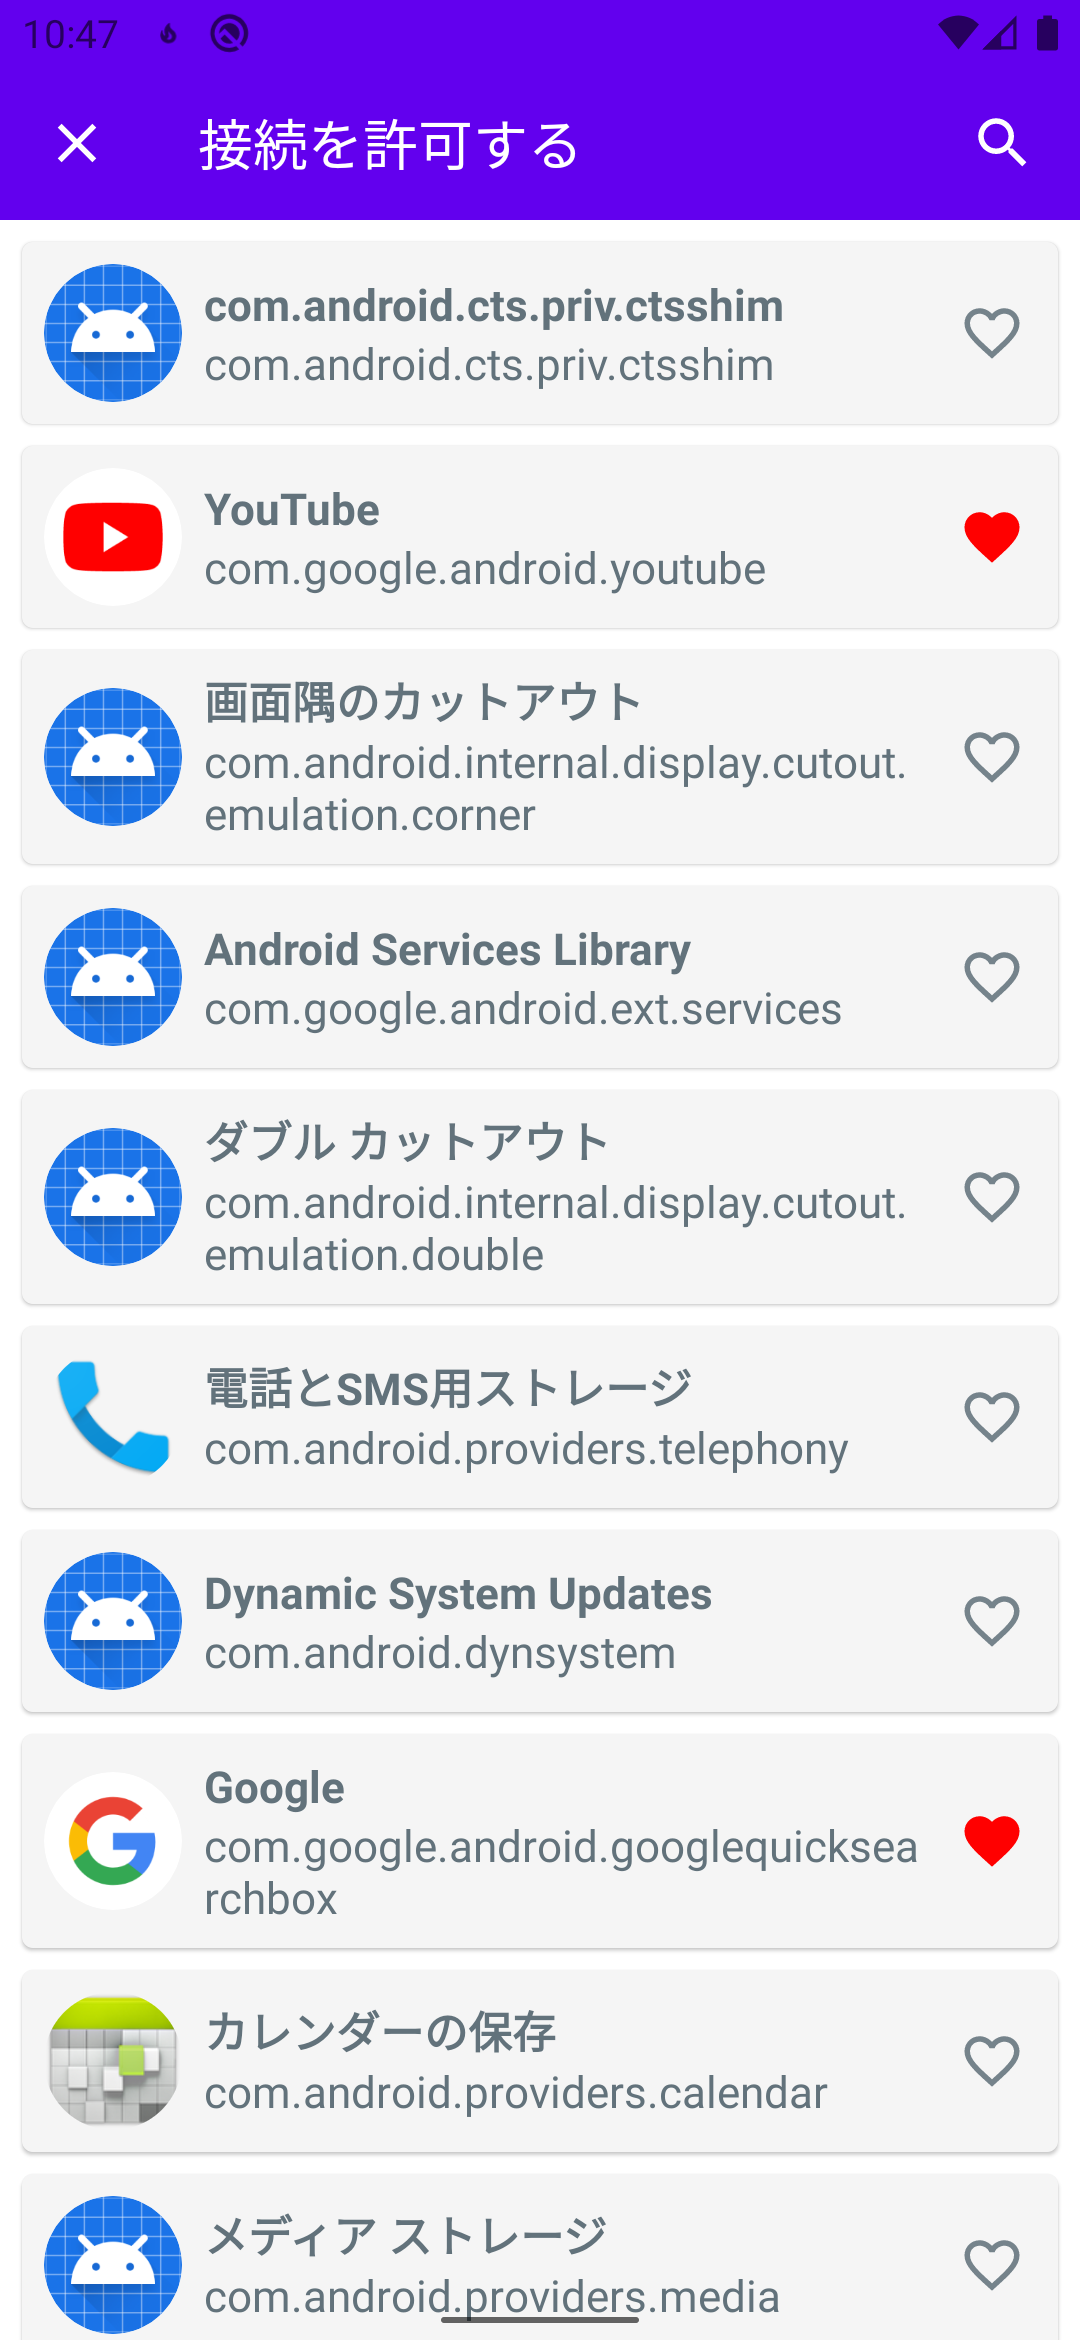 10:47
接続を許可する
com.android.cts.priv.ctsshim
com.android.cts.priv.ctsshim
YouTube
com.google.android.youtube
画面隅のカットアウト
com.android.internal.display.cutout.
emulation.corner
Android Services Library
com.google.android.ext.services
ダブル カットアウト
com.android.internal.display.cutout.
emulation.double
電話とSMS用ストレージ
com.android.providers.telephony
Dynamic System Updates
com.android.dynsystem
Google
com.google.android.googlequicksea
rchbox
カレンダーの保存
com.android.providers.calendar
メディア ストレージ
com.android.providers.media